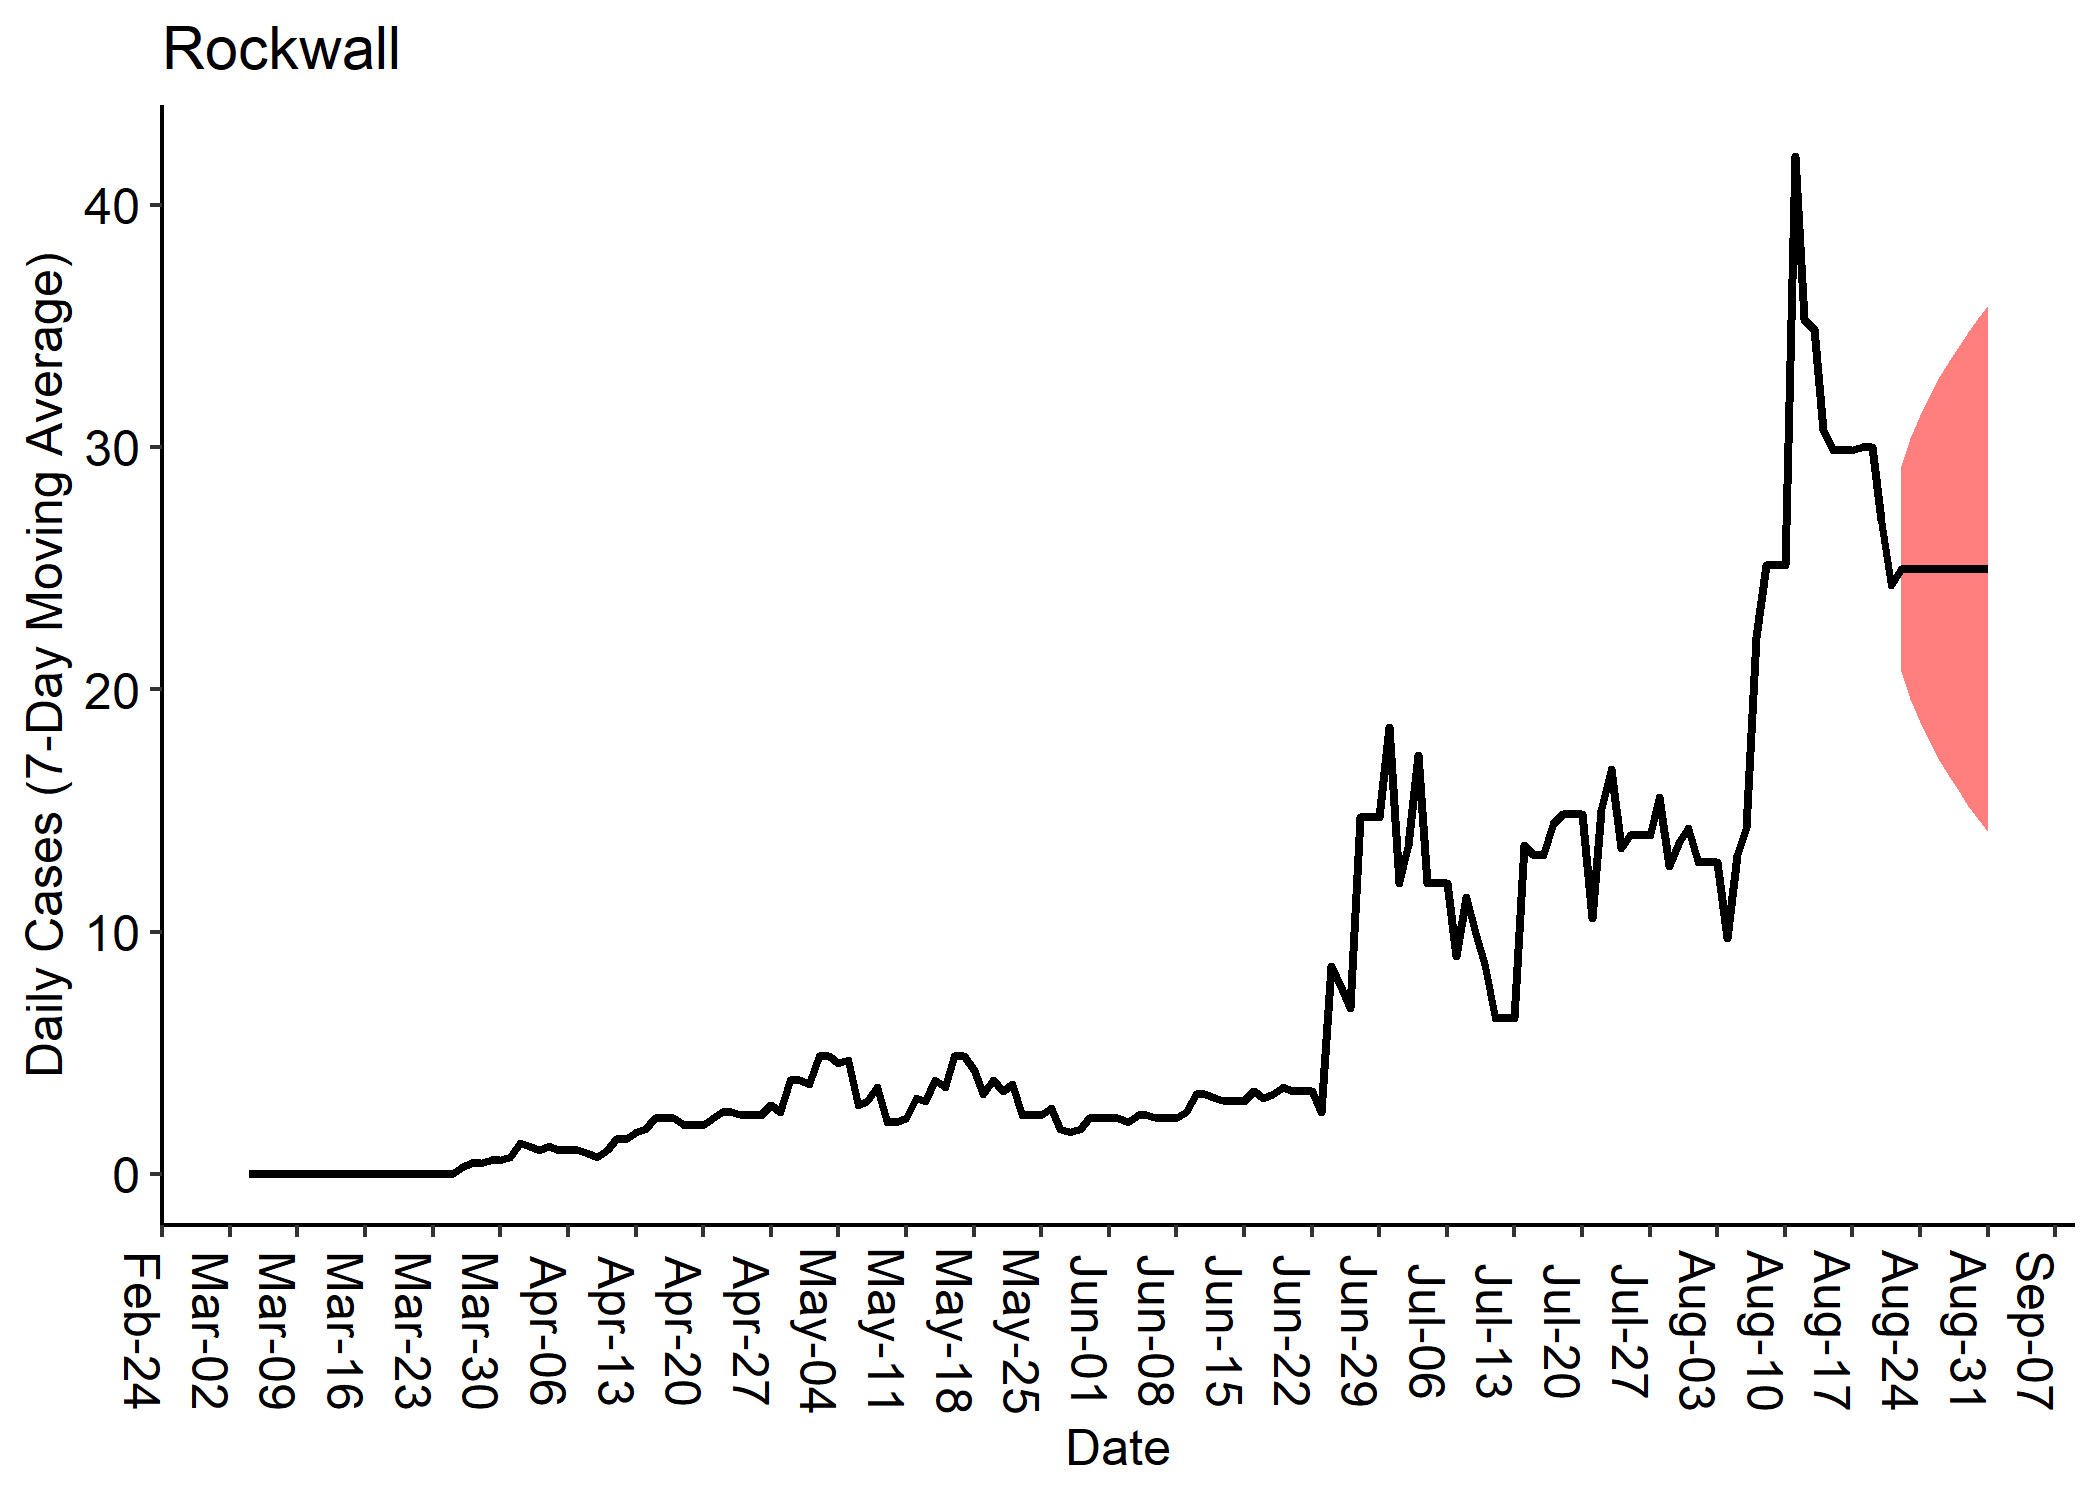 Rockwall
Daily Cases (7-Day Moving Average)
40
30
20
10
0
Feb-24
Mar-02
Mar-09
Mar-16
Mar-23
Mar-30
Apr-06
Apr-13
Apr-20
Apr-27
May-04
May-11
May-18
May-25
Jun-01
Jun-08
Jun-15
Jun-22
Jun-29
Jul-06
Jul-13
Jul-20
Jul-27
Aug-03
Aug-10
Aug-17
Aug-24
Aug-31
Sep-07
Date